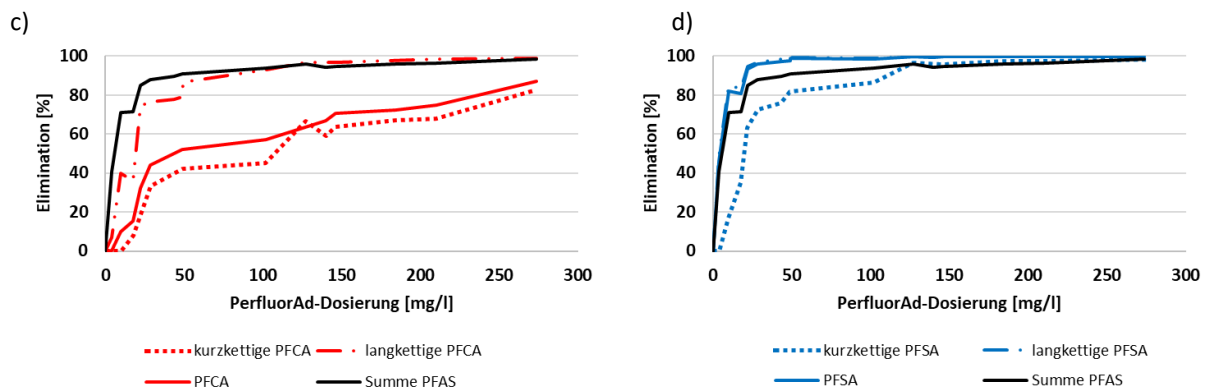 c)
100
80
60
40
20
0
Elimination [%]
0 50 100 150 200 250 300
PerfluorAd-Dosierung [mg/l]
kurzkettige PFCA langkettige PFCA
PFCA Summe PFAS
d)
100
80
60
40
20
0
Elimination [%]
0 50 100 150 200 250 300
PerfluorAd-Dosierung [mg/l]
kurzkettige PFSA langkettige PFSA
PFSA Summe PFAS